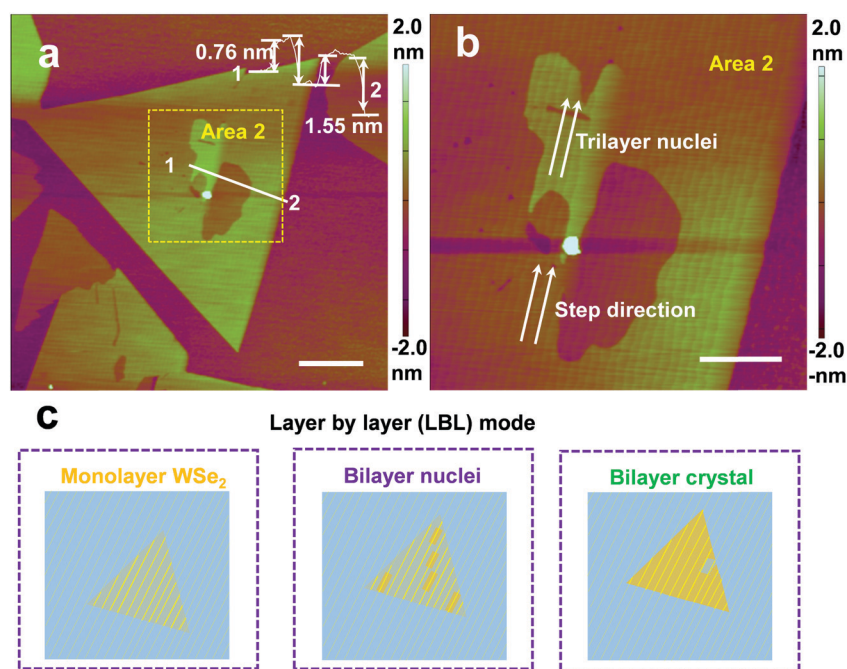 a
0.76 nm
1
2
1.55 nm
Area 2
1
2
2.0
nm
-2.0
nm
b
Area 2
Trilayer nuclei
Step direction
2.0
nm
-2.0
-nm
c
Layer by layer (LBL) mode
Monolayer WSe₂
Bilayer nuclei
Bilayer crystal